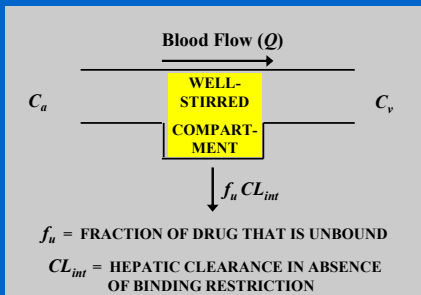 Blood Flow (Q)
WELL-
STIRRED
C_a
C_v
COMPART-
MENT
f_u CL_int
f_u = FRACTION OF DRUG THAT IS UNBOUND
CL_int = HEPATIC CLEARANCE IN ABSENCE
OF BINDING RESTRICTION